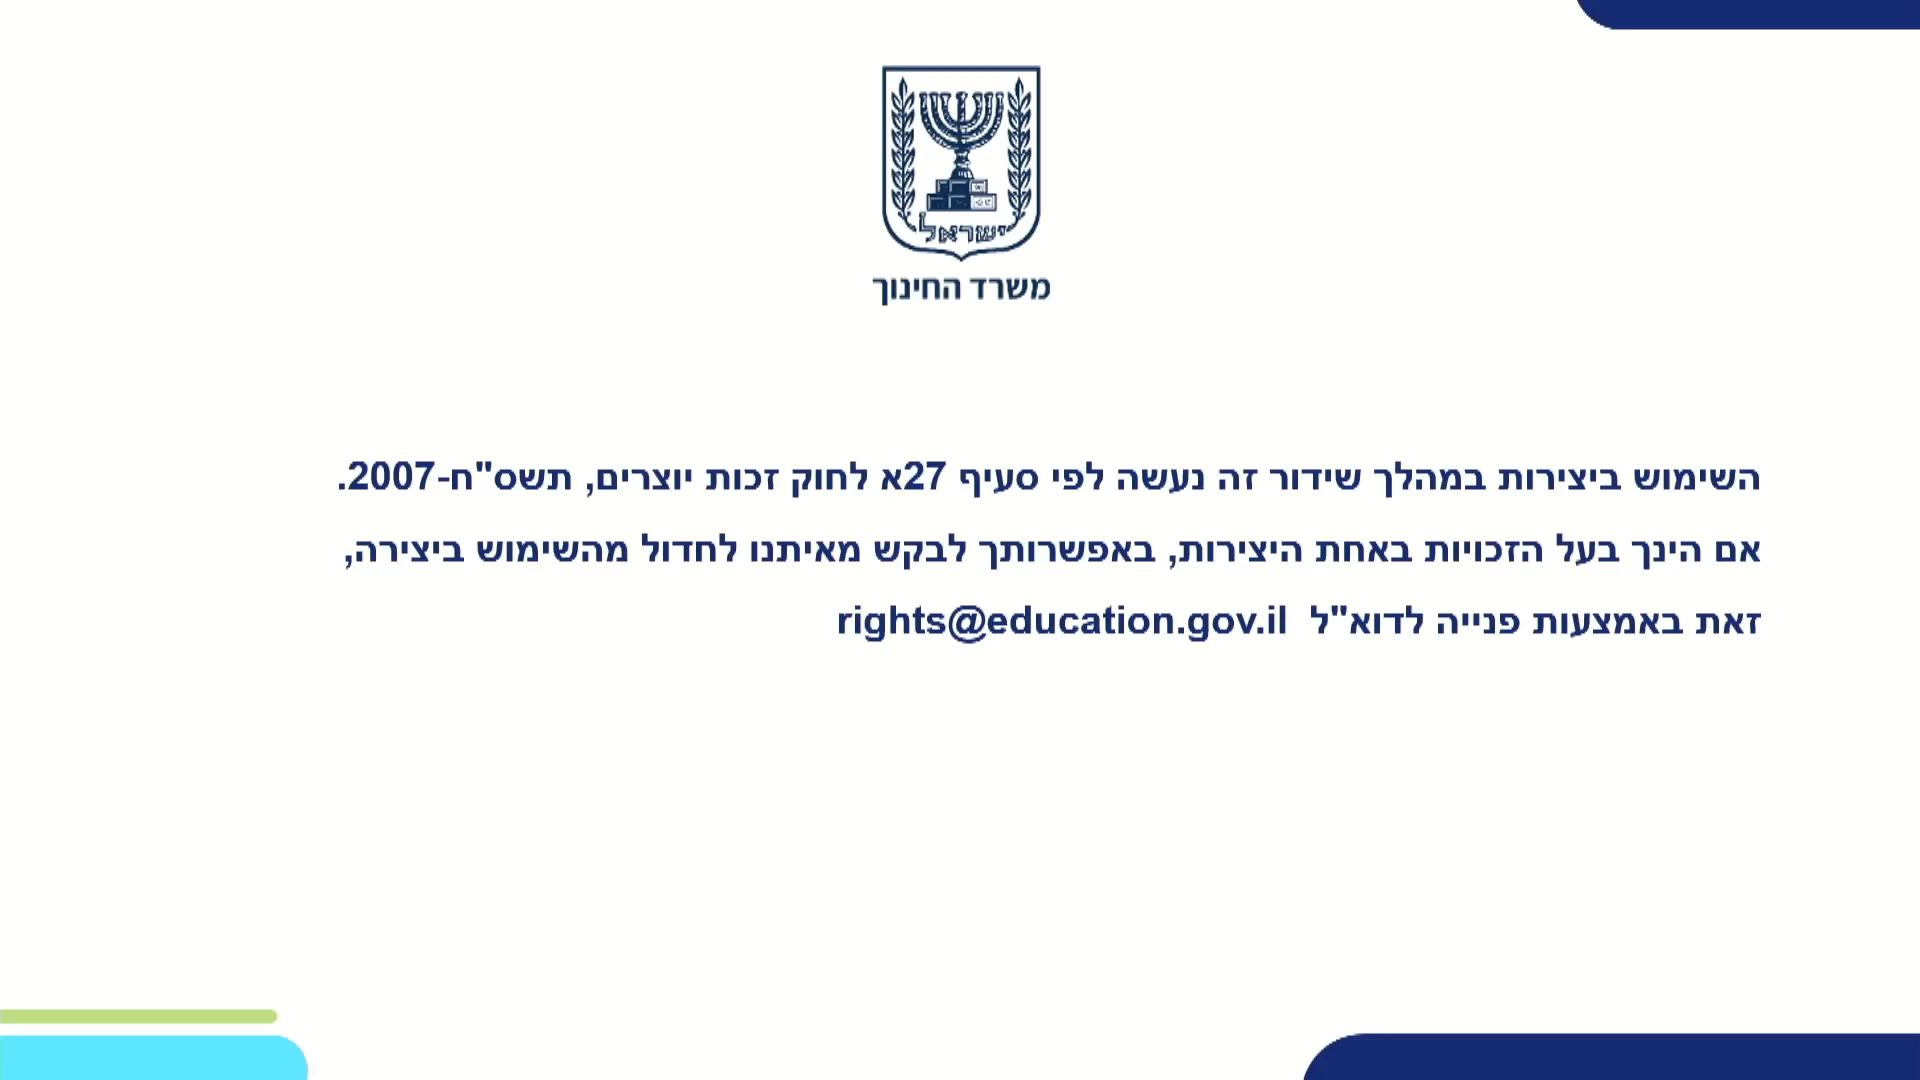 ישראל
משרד החינוך
השימוש ביצירות במהלך שידור זה נעשה לפי סעיף 27א לחוק זכות יוצרים, תשס"ח-2007.
אם הינך בעל הזכויות באחת היצירות, באפשרותך לבקש מאיתנו לחדול מהשימוש ביצירה,
זאת באמצעות פנייה לדוא"ל rights@education.gov.il